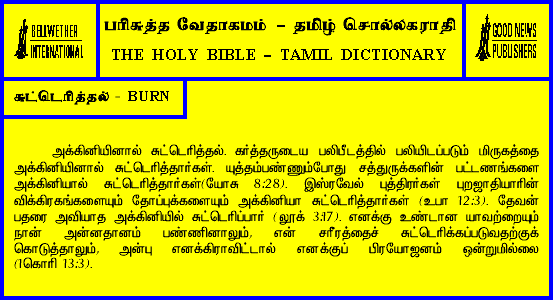 BELLWETHER
INTERNATIONAL
பரிசுத்த வேதாகமம் – தமிழ் சொல்லகராதி
THE HOLY BIBLE – TAMIL DICTIONARY
GOOD NEWS
PUBLISHERS
சுட்டெரித்தல் - BURN
அக்கினியினால் சுட்டெரித்தல். கர்த்தருடைய பலிபீடத்தில் பலியிடப்படும் மிருகத்தை
அக்கினியினால் சுட்டெரித்தார்கள். யுத்தம்பண்ணும்போது சத்துருக்களின் பட்டணங்களை
அக்கினியால் சுட்டெரித்தார்கள்(யோசு 8:28). இஸ்ரவேல் புத்திரர்கள் புறஜாதியாரின்
விக்கிரகங்களையும் தோப்புக்களையும் அக்கினியா சுட்டெரித்தார்கள் (உபா 12:3). தேவன்
பதரை அவியாத அக்கினியில் சுட்டெரிப்பார் (லூக் 3:17). எனக்கு உண்டான யாவற்றையும்
நான் அன்னதானம் பண்ணினாலும், என் சரீரத்தைச் சுட்டெரிக்கப்படுவதற்குக்
கொடுத்தாலும், அன்பு எனக்கிராவிட்டால் எனக்குப் பிரயோஜனம் ஒன்றுமில்லை
(1கொரி 13:3).